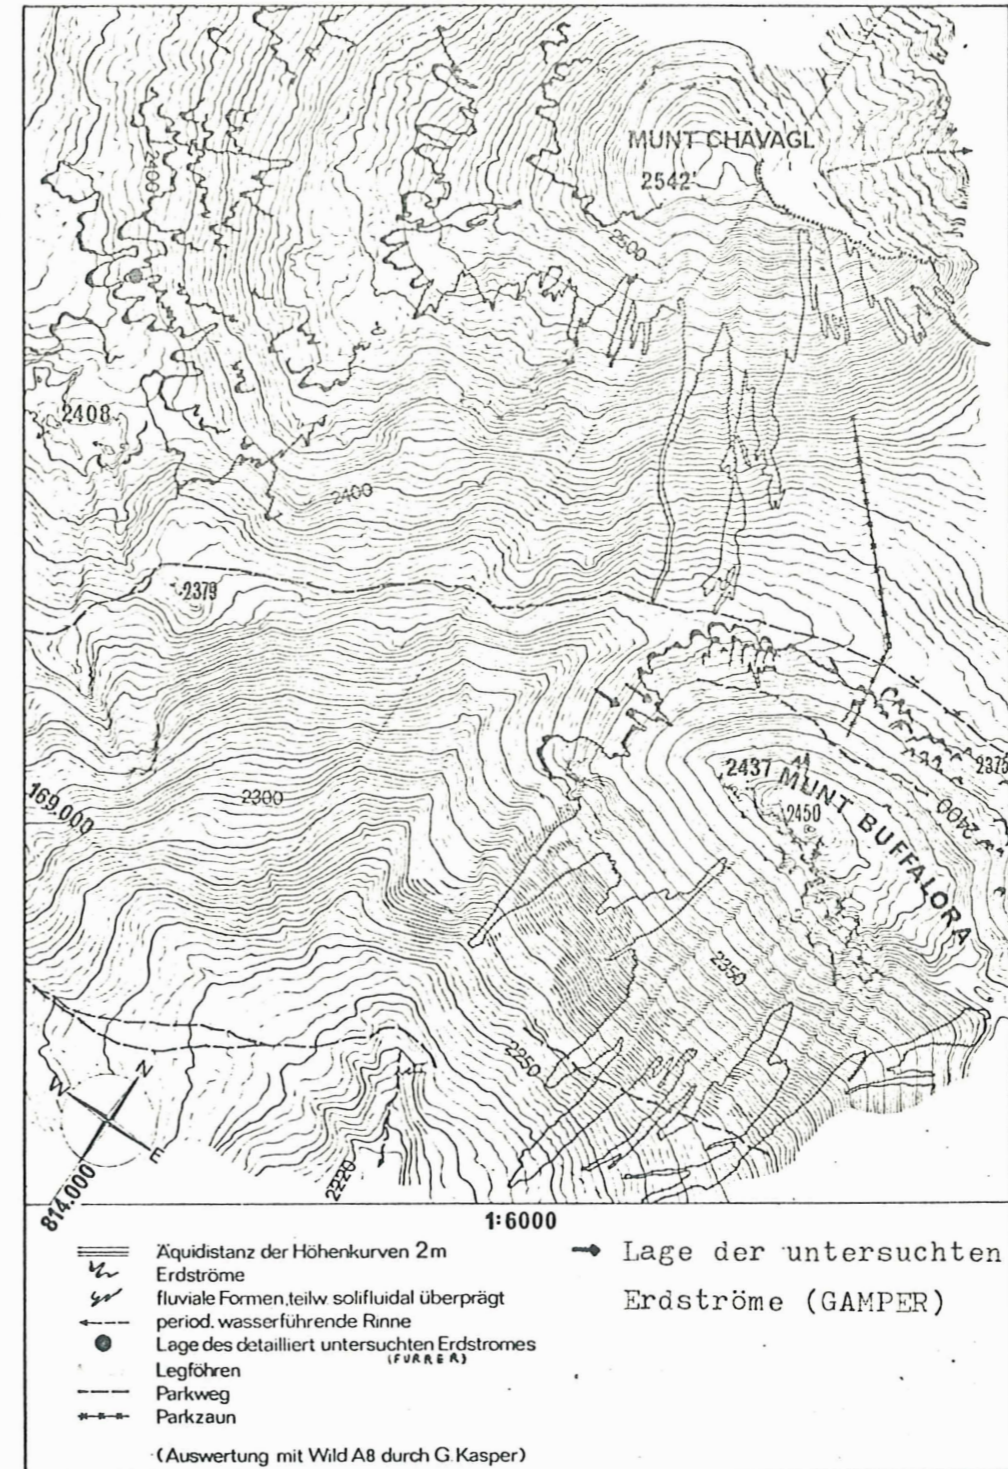 MUNT CHAVAGL
2542
2500
2500
2408
2400
2379
2437
MUNT BUFFALORA
2450
2375
2400
169.000
2300
2350
2250
W
N
E
2220
814.000
1:6000
Äquidistanz der Höhenkurven 2m
Erdströme
fluviale Formen, teilw. solifluidal überprägt
period. wasserführende Rinne
Lage des detailliert untersuchten Erdstromes
(FURRER)
Legföhren
Parkweg
Parkzaun
(Auswertung mit Wild A8 durch G. Kasper)
Lage der untersuchten
Erdströme (GAMPER)